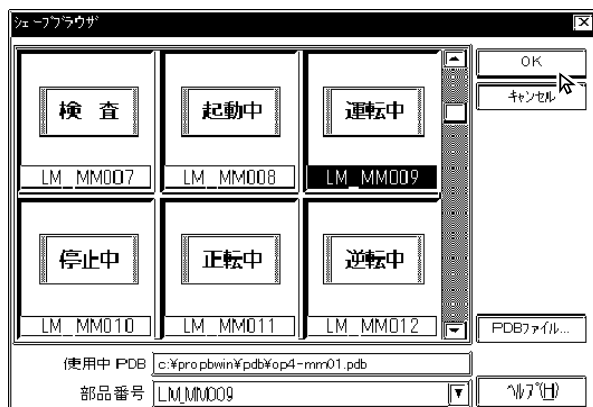 シェープブラウザ
検 査
起動中
運転中
LM_MM007
LM_MM008
LM_MM009
停止中
正転中
逆転中
LM_MM010
LM_MM011
LM_MM012
OK
キャンセル
PDBファイル...
使用中 PDB c:¥propbwin¥pdb¥op4-mm01.pdb
部品番号 LM_MM009
ヘルプ(H)